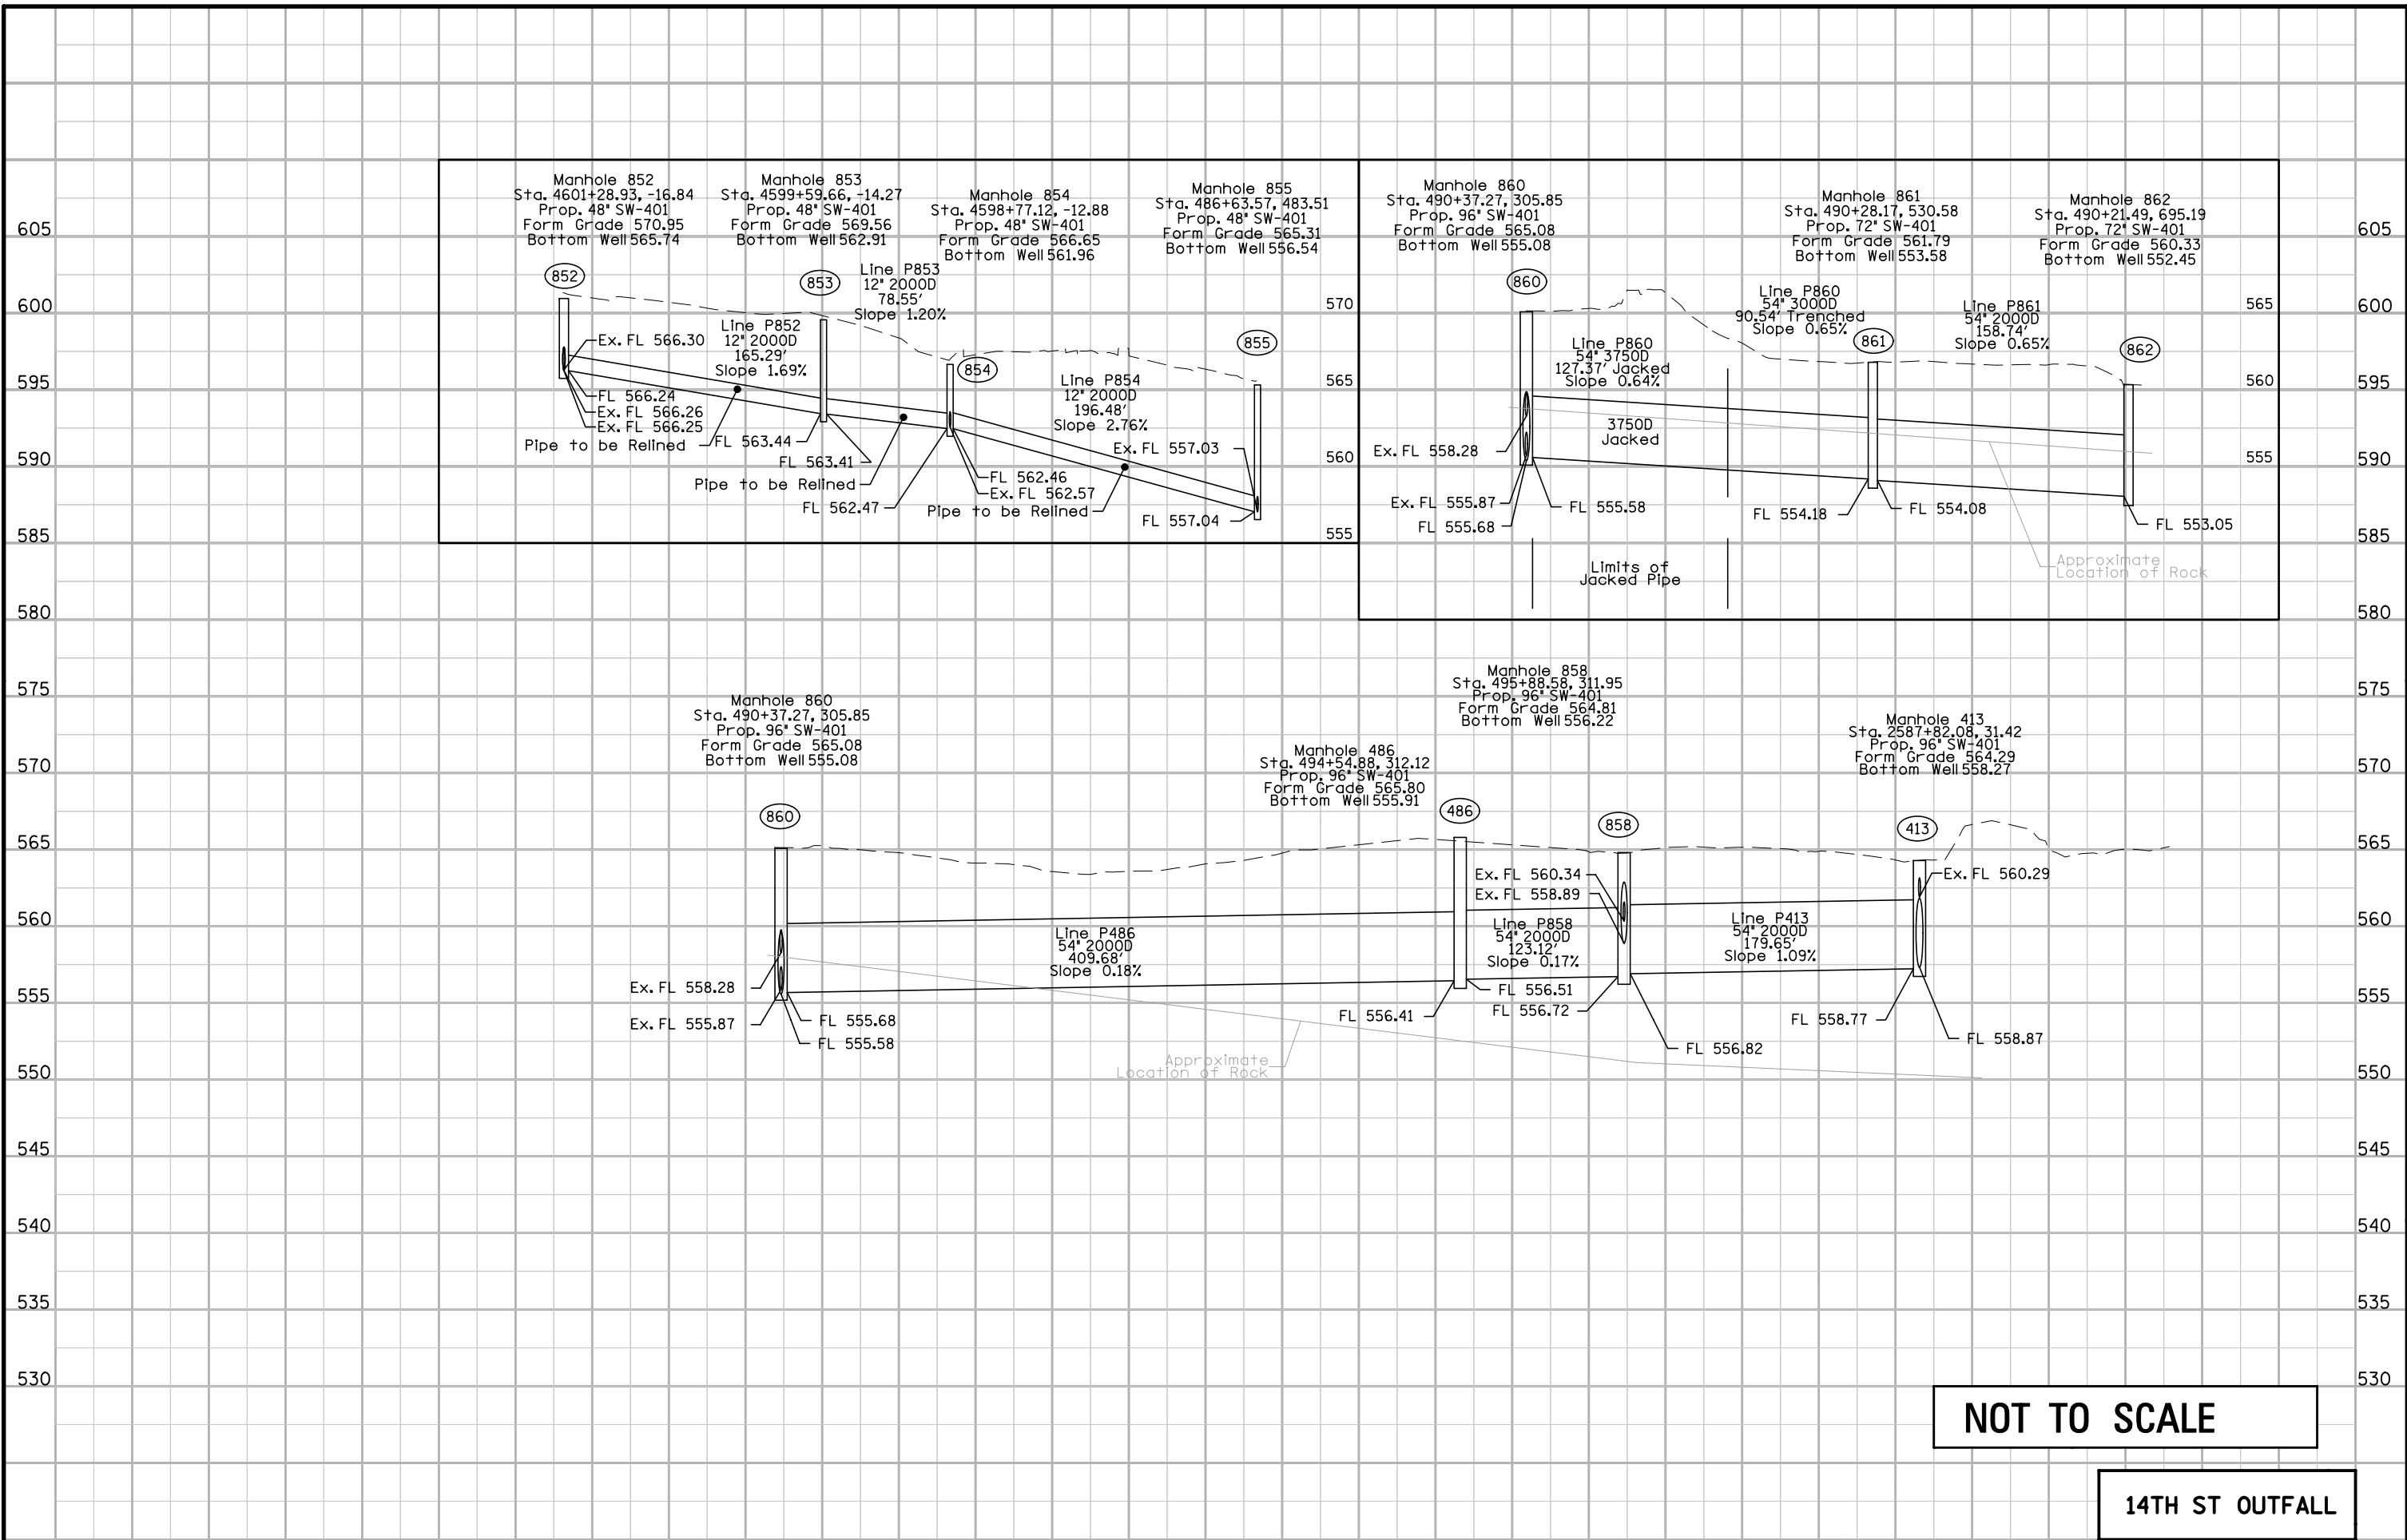 Manhole 852
Sta. 4601+28.93, -16.84
Prop. 48" SW-401
Form Grade 570.95
Bottom Well 565.74
Manhole 853
Sta. 4599+59.66, -14.27
Prop. 48" SW-401
Form Grade 569.56
Bottom Well 562.91
Manhole 854
Sta. 4598+77.12, -12.88
Prop. 48" SW-401
Form Grade 566.65
Bottom Well 561.96
Manhole 855
Sta. 486+63.57, 483.51
Prop. 48" SW-401
Form Grade 565.31
Bottom Well 556.54
852
853
854
855
Line P853
12" 2000D
78.55'
Slope 1.20%
Line P852
12" 2000D
165.29'
Slope 1.69%
Line P854
12" 2000D
196.48'
Slope 2.76%
Ex. FL 566.30
FL 566.24
Ex. FL 566.26
Ex. FL 566.25
Pipe to be Relined
FL 563.44
FL 563.41
Pipe to be Relined
FL 562.47
FL 562.46
Ex. FL 562.57
Pipe to be Relined
Ex. FL 557.03
FL 557.04
570
565
560
555
Manhole 860
Sta. 490+37.27, 305.85
Prop. 96" SW-401
Form Grade 565.08
Bottom Well 555.08
Manhole 861
Sta. 490+28.17, 530.58
Prop. 72" SW-401
Form Grade 561.79
Bottom Well 553.58
Manhole 862
Sta. 490+21.49, 695.19
Prop. 72" SW-401
Form Grade 560.33
Bottom Well 552.45
860
861
862
Line P860
54" 3750D
127.37' Jacked
Slope 0.64%
Line P860
54" 3000D
90.54' Trenched
Slope 0.65%
Line P861
54" 2000D
158.74'
Slope 0.65%
3750D
Jacked
Ex. FL 558.28
Ex. FL 555.87
FL 555.68
FL 555.58
FL 554.18
FL 554.08
FL 553.05
Limits of
Jacked Pipe
Approximate
Location of Rock
565
560
555
Manhole 860
Sta. 490+37.27, 305.85
Prop. 96" SW-401
Form Grade 565.08
Bottom Well 555.08
Manhole 486
Sta. 494+54.88, 312.12
Prop. 96" SW-401
Form Grade 565.80
Bottom Well 555.91
Manhole 858
Sta. 495+88.58, 311.95
Prop. 96" SW-401
Form Grade 564.81
Bottom Well 556.22
Manhole 413
Sta. 2587+82.08, 31.42
Prop. 96" SW-401
Form Grade 564.29
Bottom Well 558.27
860
486
858
413
Line P486
54" 2000D
409.68'
Slope 0.18%
Line P858
54" 2000D
123.12'
Slope 0.17%
Line P413
54" 2000D
179.65'
Slope 1.09%
Ex. FL 558.28
Ex. FL 555.87
FL 555.68
FL 555.58
FL 556.41
FL 556.51
FL 556.72
Ex. FL 560.34
Ex. FL 558.89
FL 556.82
FL 558.77
FL 558.87
Ex. FL 560.29
Approximate
Location of Rock
605
600
595
590
585
580
575
570
565
560
555
550
545
540
535
530
605
600
595
590
585
580
575
570
565
560
555
550
545
540
535
530
NOT TO SCALE
14TH ST OUTFALL